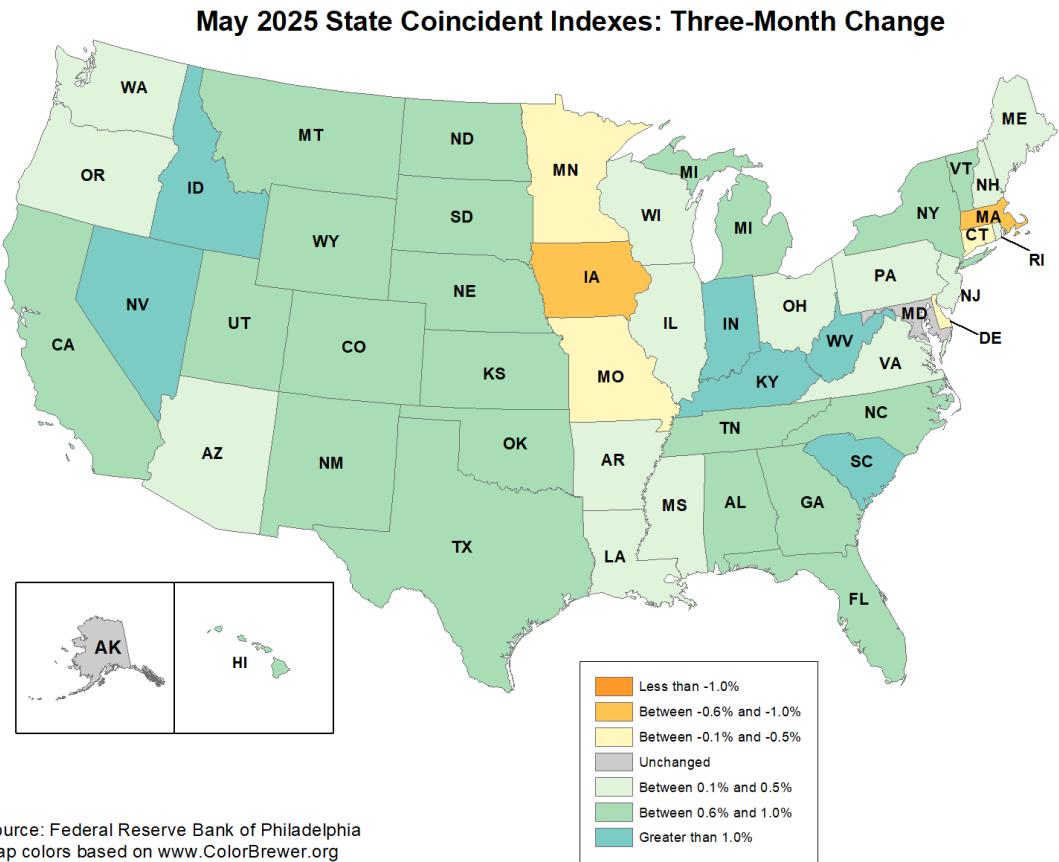 May 2025 State Coincident Indexes: Three-Month Change
WA
ME
MT
ND
VT
MN
MI
OR
NH
ID
WI
NY
MA
SD
MI
CT
WY
RI
IA
PA
NE
NJ
NV
OH
IL
IN
MD
UT
DE
CO
WV
CA
VA
KS
MO
KY
NC
TN
OK
AZ
AR
NM
SC
MS
AL
GA
TX
LA
FL
AK
HI
Less than -1.0%
Between -0.6% and -1.0%
Between -0.1% and -0.5%
Unchanged
Between 0.1% and 0.5%
Between 0.6% and 1.0%
Greater than 1.0%
ource: Federal Reserve Bank of Philadelphia
ap colors based on www.ColorBrewer.org